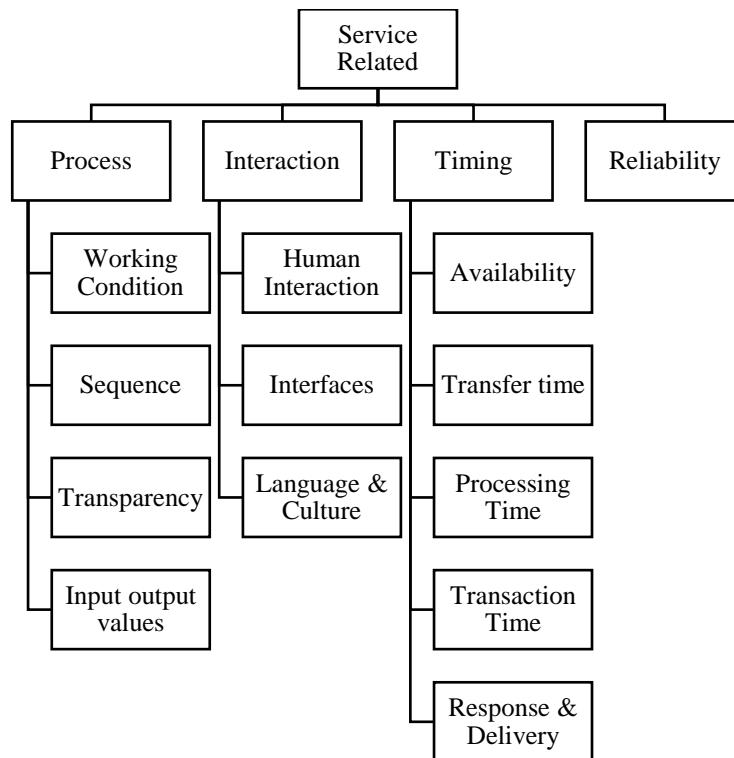 Service
Related
Process
Interaction
Timing
Reliability
Working
Condition
Human
Interaction
Availability
Sequence
Interfaces
Transfer time
Transparency
Language &
Culture
Processing
Time
Input output
values
Transaction
Time
Response &
Delivery